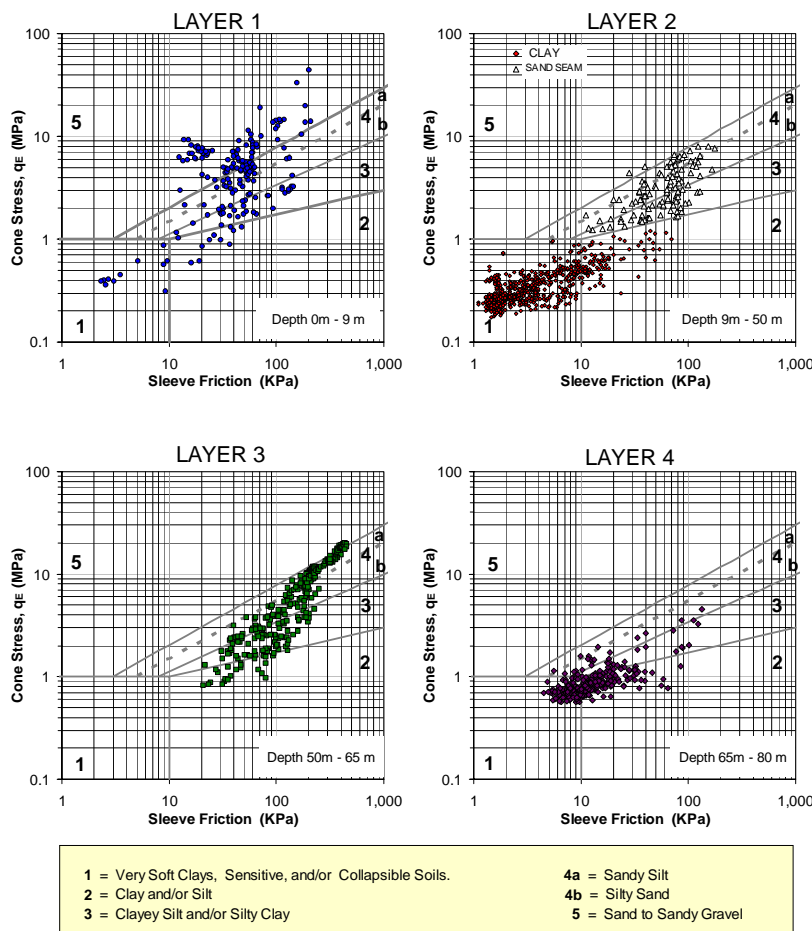 LAYER 1
100
10
1
0.1
1
10
100
1,000
Cone Stress, qE (MPa)
Sleeve Friction (KPa)
5
a
4
b
3
2
1
Depth 0m - 9 m
LAYER 2
CLAY
SAND SEAM
100
10
1
0.1
1
10
100
1,000
Cone Stress, qE (MPa)
Sleeve Friction (KPa)
5
a
4
b
3
2
1
Depth 9m - 50 m
LAYER 3
100
10
1
0.1
1
10
100
1,000
Cone Stress, qE (MPa)
Sleeve Friction (KPa)
5
a
4
b
3
2
1
Depth 50m - 65 m
LAYER 4
100
10
1
0.1
1
10
100
1,000
Cone Stress, qE (MPa)
Sleeve Friction (KPa)
5
a
4
b
3
2
1
Depth 65m - 80 m
1 = Very Soft Clays, Sensitive, and/or Collapsible Soils.
2 = Clay and/or Silt
3 = Clayey Silt and/or Silty Clay
4a = Sandy Silt
4b = Silty Sand
5 = Sand to Sandy Gravel